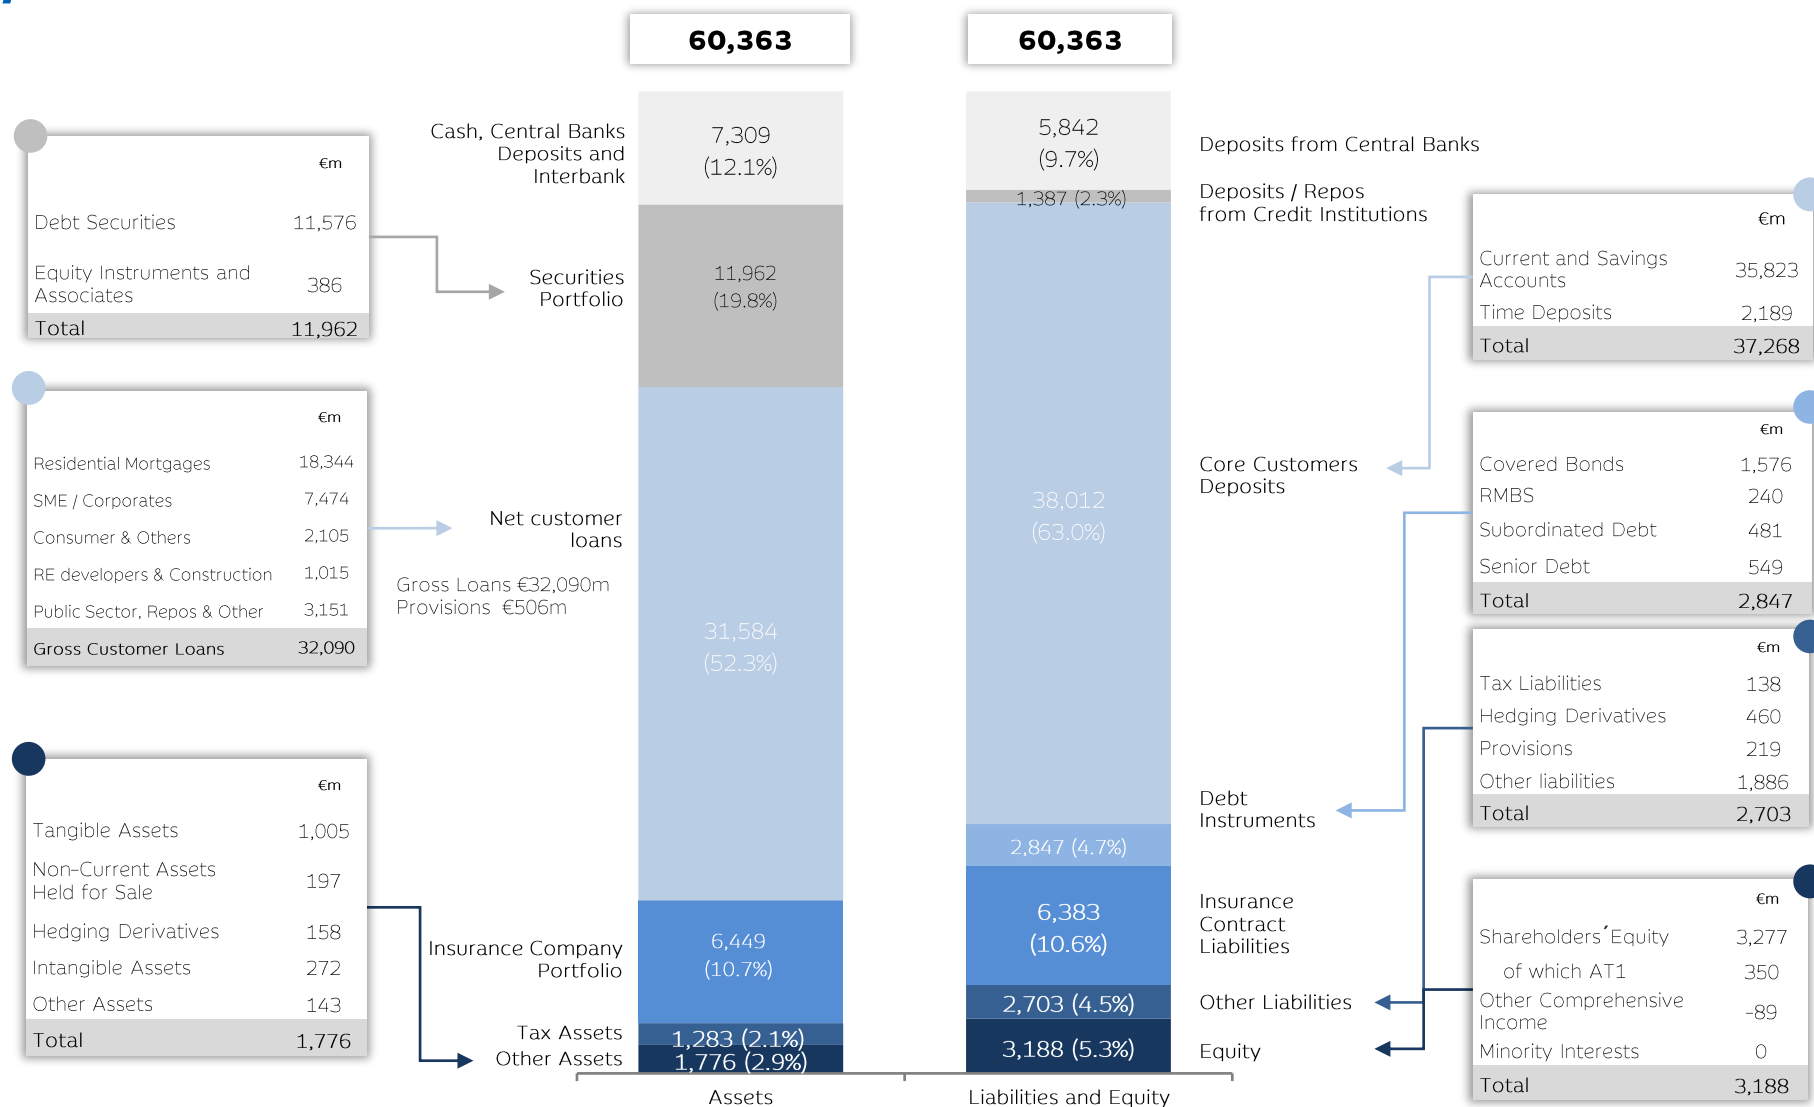 60,363
60,363
€m
Debt Securities 11,576
Equity Instruments and
Associates 386
Total 11,962
€m
Residential Mortgages 18,344
SME / Corporates 7,474
Consumer & Others 2,105
RE developers & Construction 1,015
Public Sector, Repos & Other 3,151
Gross Customer Loans 32,090
€m
Tangible Assets 1,005
Non-Current Assets
Held for Sale 197
Hedging Derivatives 158
Intangible Assets 272
Other Assets 143
Total 1,776
Cash, Central Banks
Deposits and
Interbank
Securities
Portfolio
Net customer
loans
Gross Loans €32,090m
Provisions €506m
Insurance Company
Portfolio
Tax Assets
Other Assets
7,309
(12.1%)
11,962
(19.8%)
31,584
(52.3%)
6,449
(10.7%)
1,283 (2.1%)
1,776 (2.9%)
Assets
5,842
(9.7%)
1,387 (2.3%)
38,012
(63.0%)
2,847 (4.7%)
6,383
(10.6%)
2,703 (4.5%)
3,188 (5.3%)
Liabilities and Equity
Deposits from Central Banks
Deposits / Repos
from Credit Institutions
Core Customers
Deposits
Debt
Instruments
Insurance
Contract
Liabilities
Other Liabilities
Equity
€m
Current and Savings
Accounts 35,823
Time Deposits 2,189
Total 37,268
€m
Covered Bonds 1,576
RMBS 240
Subordinated Debt 481
Senior Debt 549
Total 2,847
€m
Tax Liabilities 138
Hedging Derivatives 460
Provisions 219
Other liabilities 1,886
Total 2,703
€m
Shareholders´Equity 3,277
of which AT1 350
Other Comprehensive
Income -89
Minority Interests 0
Total 3,188